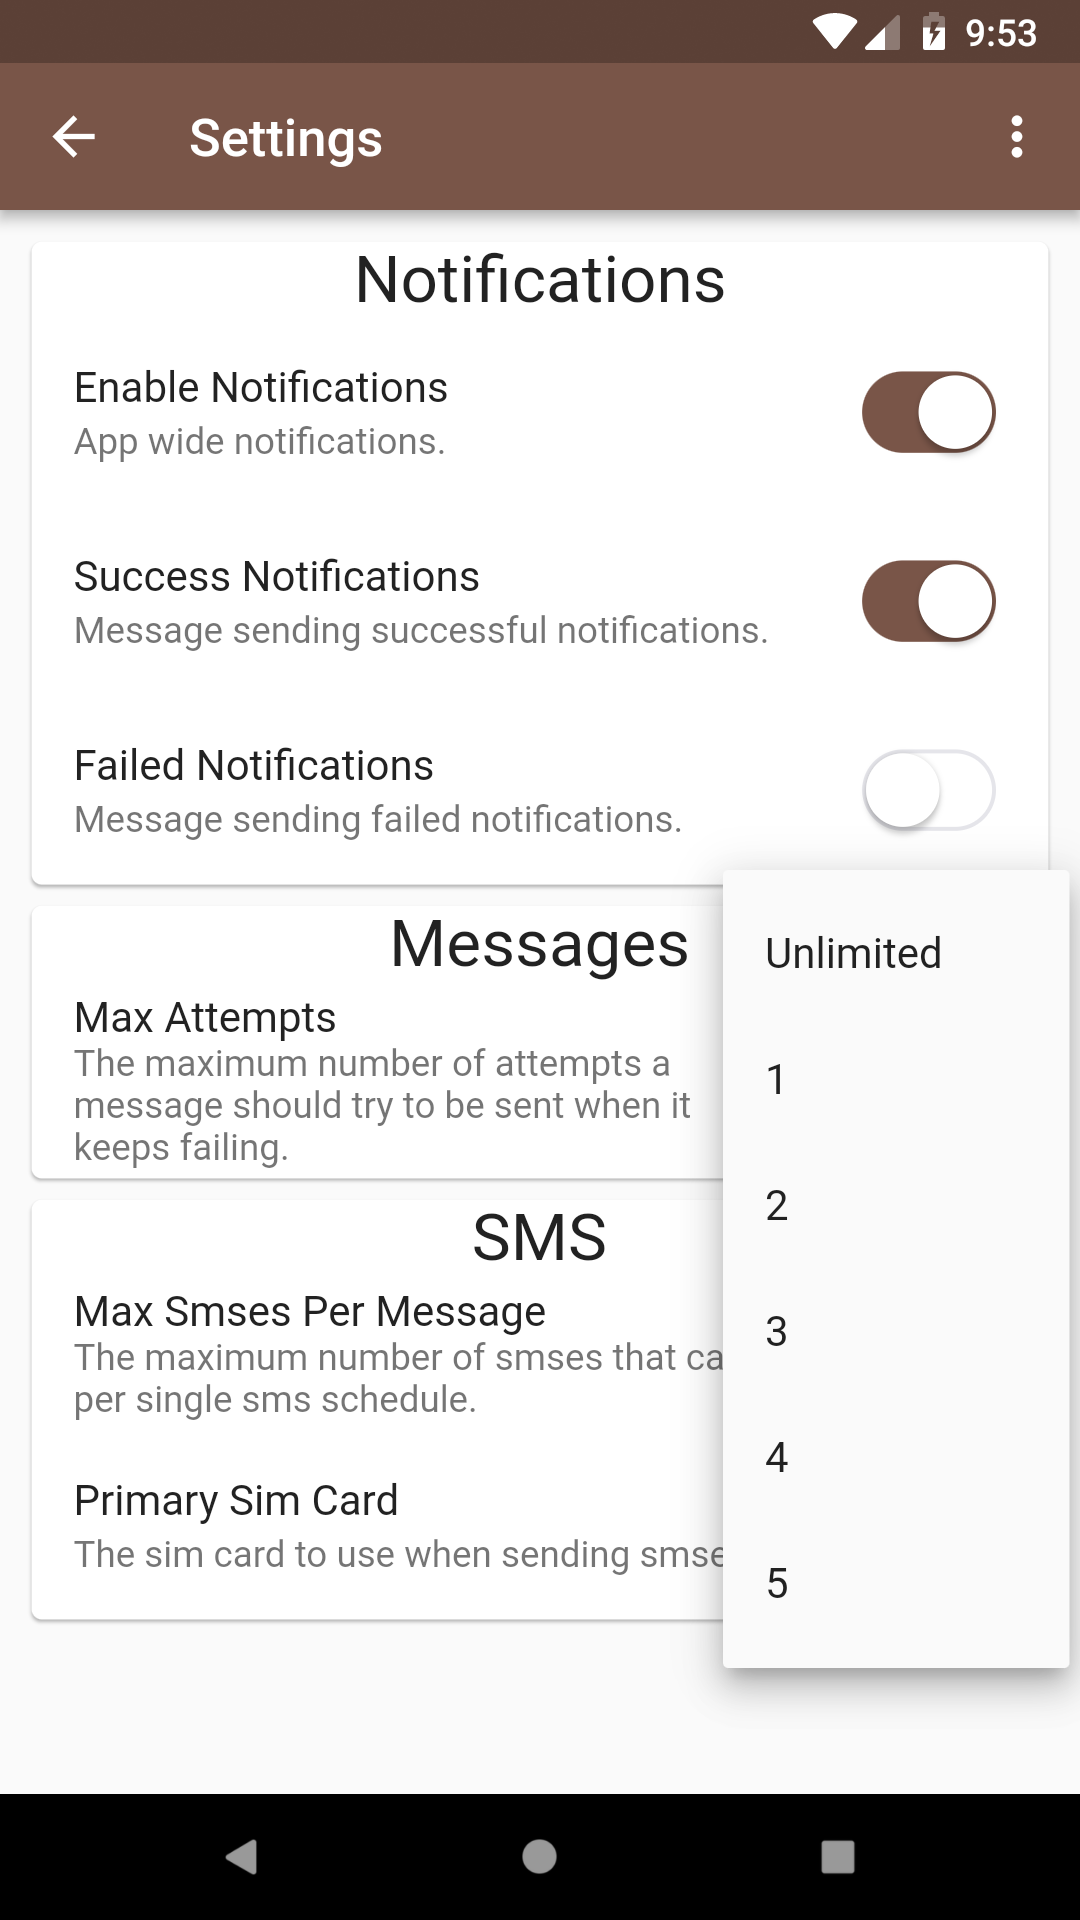 9:53
Settings
Notifications
Enable Notifications
App wide notifications.
Success Notifications
Message sending successful notifications.
Failed Notifications
Message sending failed notifications.
Messages
Max Attempts
The maximum number of attempts a
message should try to be sent when it
keeps failing.
SMS
Max Smses Per Message
The maximum number of smses that ca
per single sms schedule.
Primary Sim Card
The sim card to use when sending smse
Unlimited
1
2
3
4
5